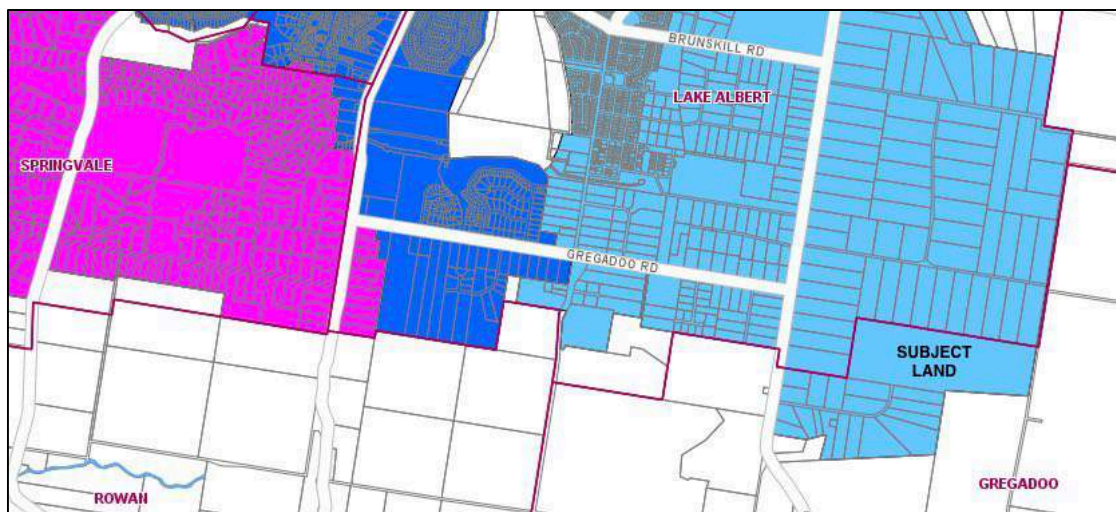 BRUNSKILL RD
LAKE ALBERT
SPRINGVALE
GREGADOO RD
SUBJECT
LAND
ROWAN
GREGADOO